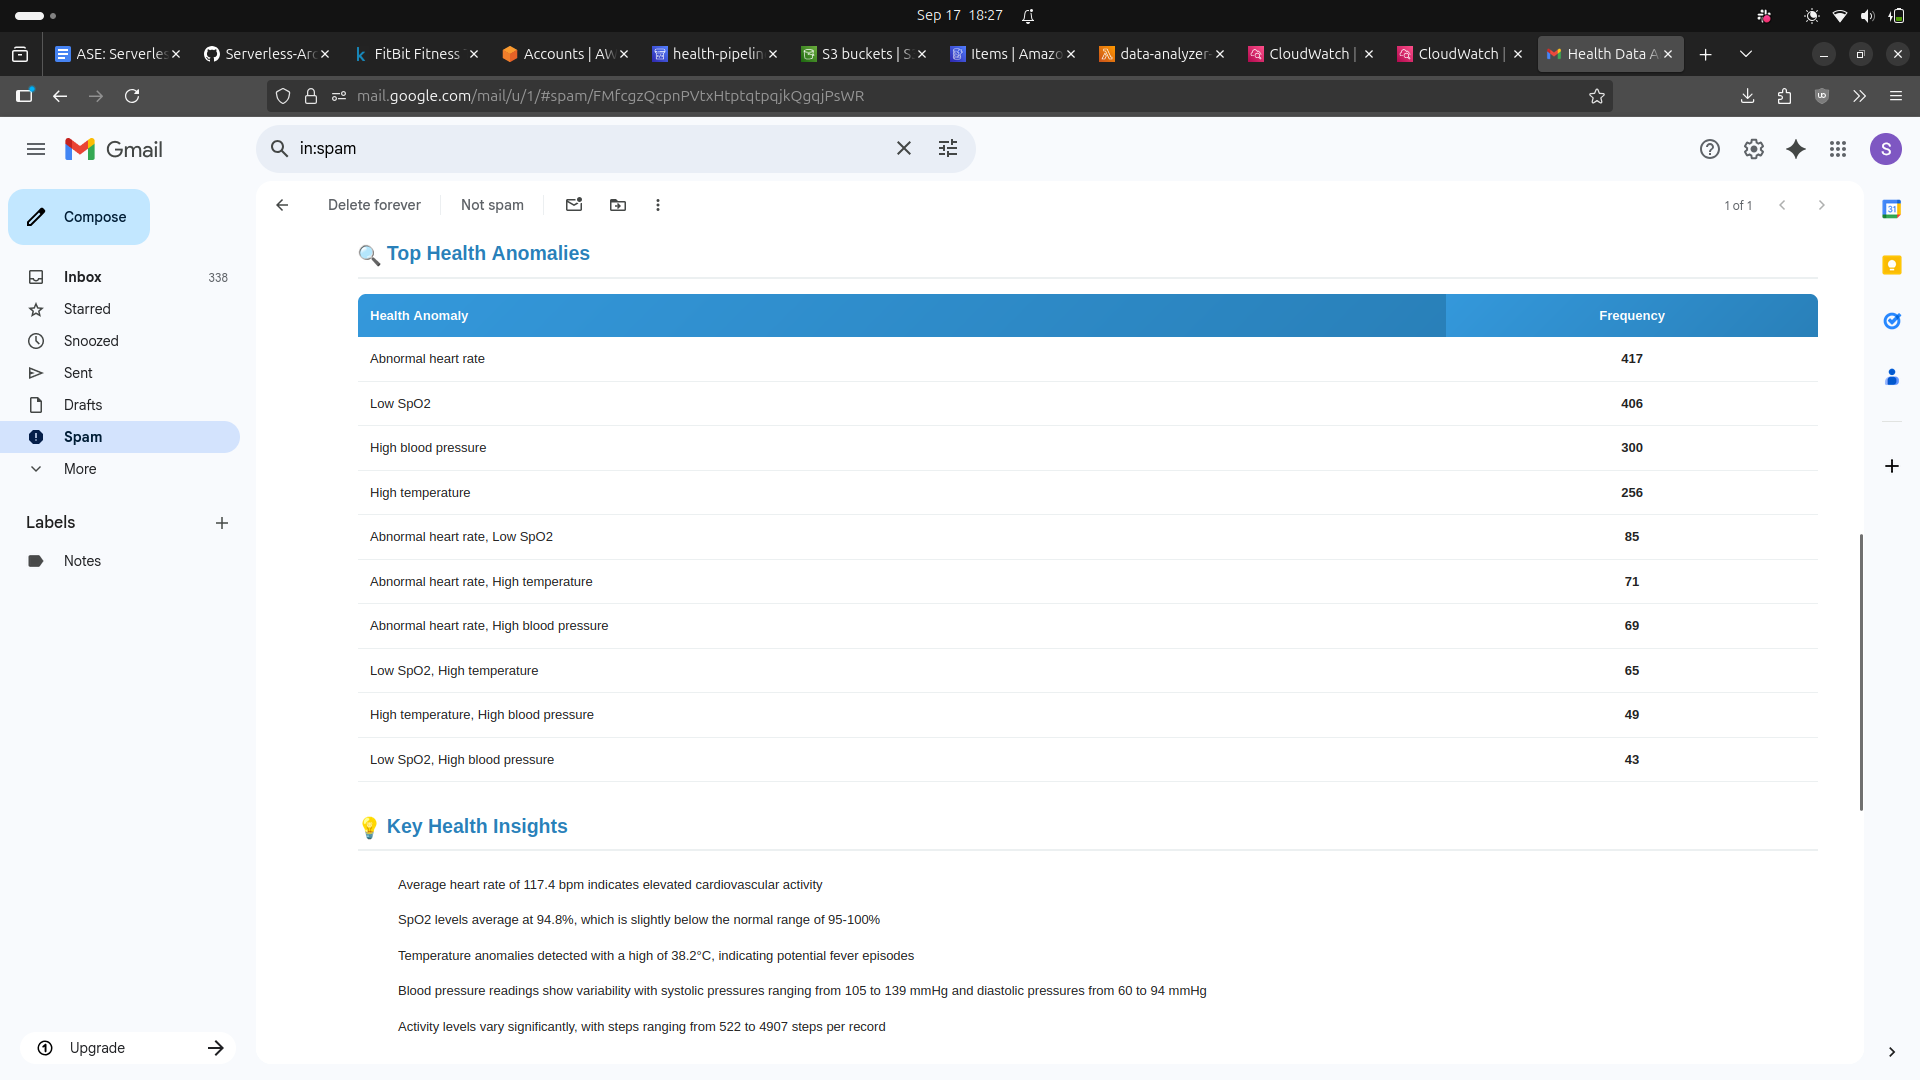 Sep 17 18:27
ASE: Serverles
Serverless-Arc
FitBit Fitness
Accounts | AW
health-pipelin
S3 buckets | S
Items | Amazo
data-analyzer-
CloudWatch |
CloudWatch |
Health Data A
mail.google.com/mail/u/1/#spam/FMfcgzQcpnPVtxHtptqtpqjkQgqjPsWR
Gmail
in:spam
S
Compose
Inbox 338
Starred
Snoozed
Sent
Drafts
Spam
More
Labels
Notes
Upgrade
Delete forever
Not spam
1 of 1
31
Top Health Anomalies
Health Anomaly Frequency
Abnormal heart rate 417
Low SpO2 406
High blood pressure 300
High temperature 256
Abnormal heart rate, Low SpO2 85
Abnormal heart rate, High temperature 71
Abnormal heart rate, High blood pressure 69
Low SpO2, High temperature 65
High temperature, High blood pressure 49
Low SpO2, High blood pressure 43
Key Health Insights
Average heart rate of 117.4 bpm indicates elevated cardiovascular activity
SpO2 levels average at 94.8%, which is slightly below the normal range of 95-100%
Temperature anomalies detected with a high of 38.2°C, indicating potential fever episodes
Blood pressure readings show variability with systolic pressures ranging from 105 to 139 mmHg and diastolic pressures from 60 to 94 mmHg
Activity levels vary significantly, with steps ranging from 522 to 4907 steps per record